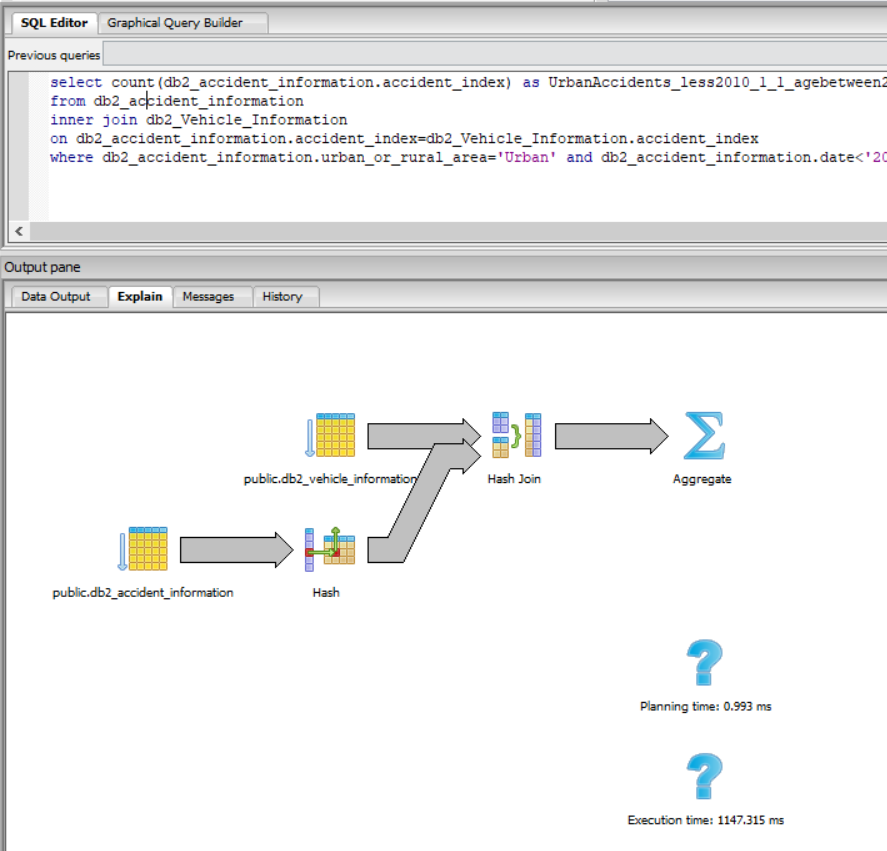 SQL Editor Graphical Query Builder
Previous queries
select count(db2_accident_information.accident_index) as UrbanAccidents_less2010_1_1_agebetween2
from db2_accident_information
inner join db2_Vehicle_Information
on db2_accident_information.accident_index=db2_Vehicle_Information.accident_index
where db2_accident_information.urban_or_rural_area='Urban' and db2_accident_information.date<'20
Output pane
Data Output Explain Messages History
public.db2_vehicle_information Hash Join Aggregate
public.db2_accident_information Hash
Planning time: 0.993 ms
Execution time: 1147.315 ms